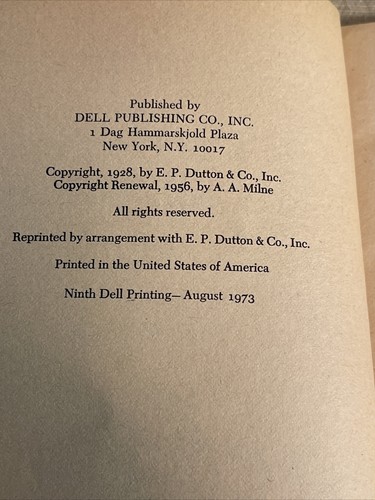 Published by
DELL PUBLISHING CO., INC.
1 Dag Hammarskjold Plaza
New York, N.Y. 10017
Copyright, 1928, by E. P. Dutton & Co., Inc.
Copyright Renewal, 1956, by A. A. Milne
All rights reserved.
Reprinted by arrangement with E. P. Dutton & Co., Inc.
Printed in the United States of America
Ninth Dell Printing—August 1973